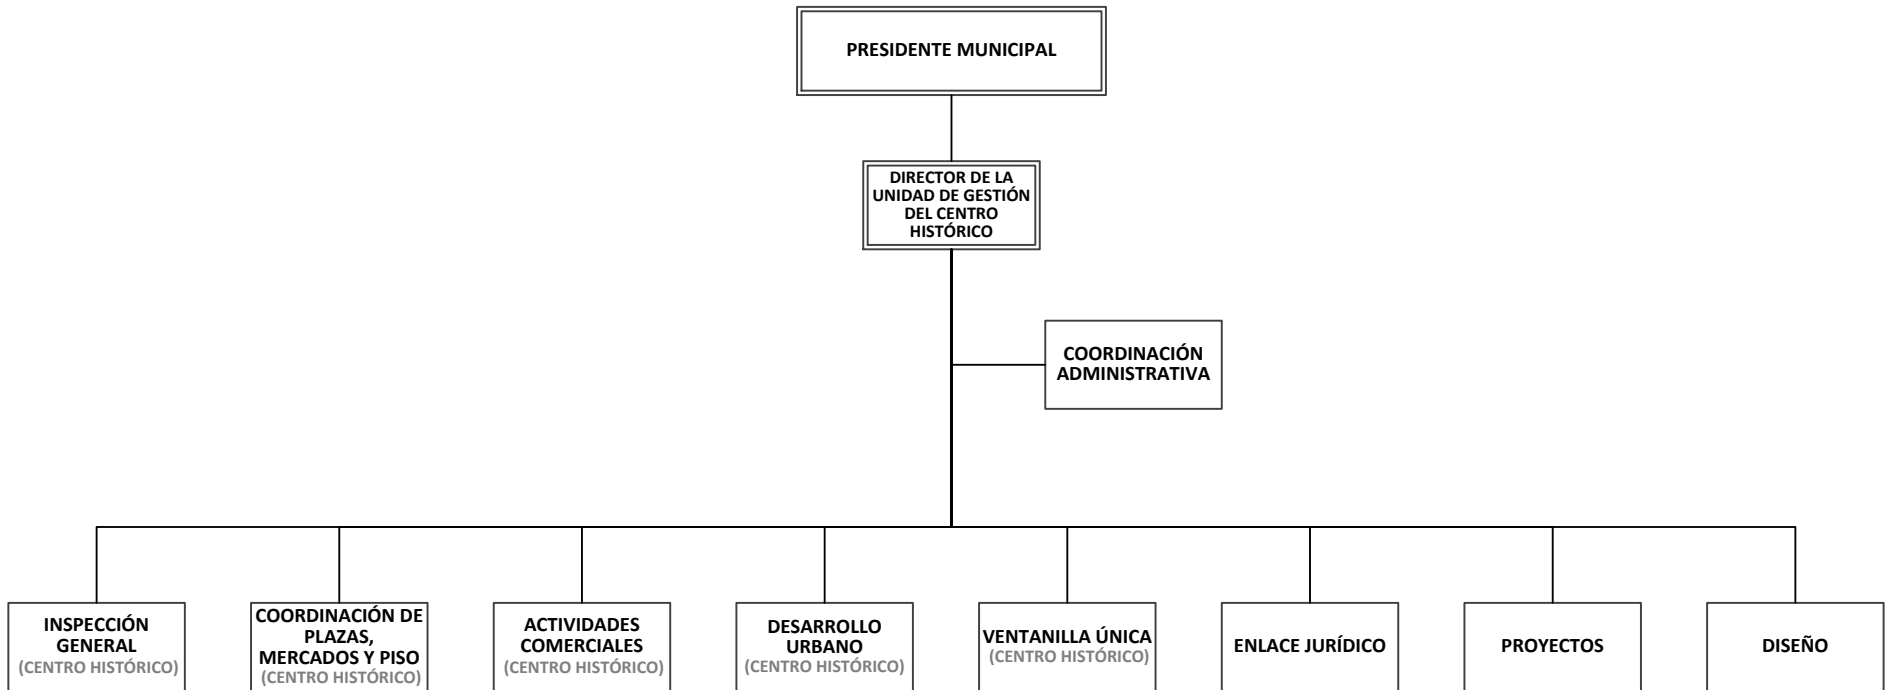 PRESIDENTE MUNICIPAL
DIRECTOR DE LA
UNIDAD DE GESTIÓN
DEL CENTRO
HISTÓRICO
COORDINACIÓN
ADMINISTRATIVA
INSPECCIÓN
GENERAL
(CENTRO HISTÓRICO)
COORDINACIÓN DE
PLAZAS,
MERCADOS Y PISO
(CENTRO HISTÓRICO)
ACTIVIDADES
COMERCIALES
(CENTRO HISTÓRICO)
DESARROLLO
URBANO
(CENTRO HISTÓRICO)
VENTANILLA ÚNICA
(CENTRO HISTÓRICO)
ENLACE JURÍDICO
PROYECTOS
DISEÑO